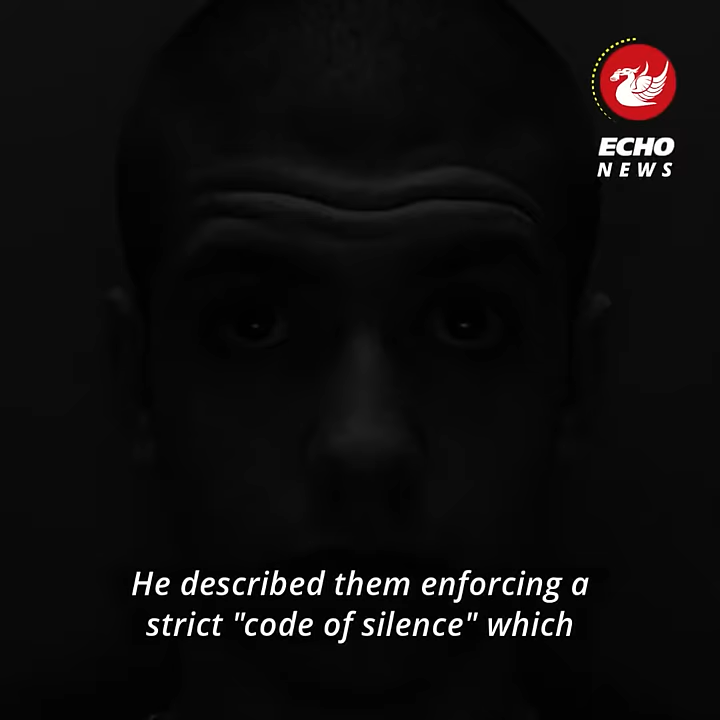 ECHO
NEWS
He described them enforcing a
strict "code of silence" which